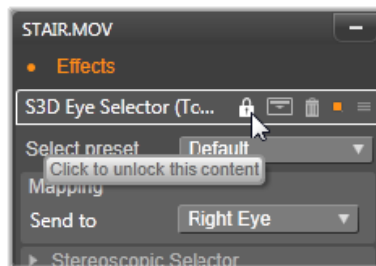 STAIR.MOV
Effects
S3D Eye Selector (To...
Select preset Default
Click to unlock this content
Mapping
Send to Right Eye
Stereoscopic Selector